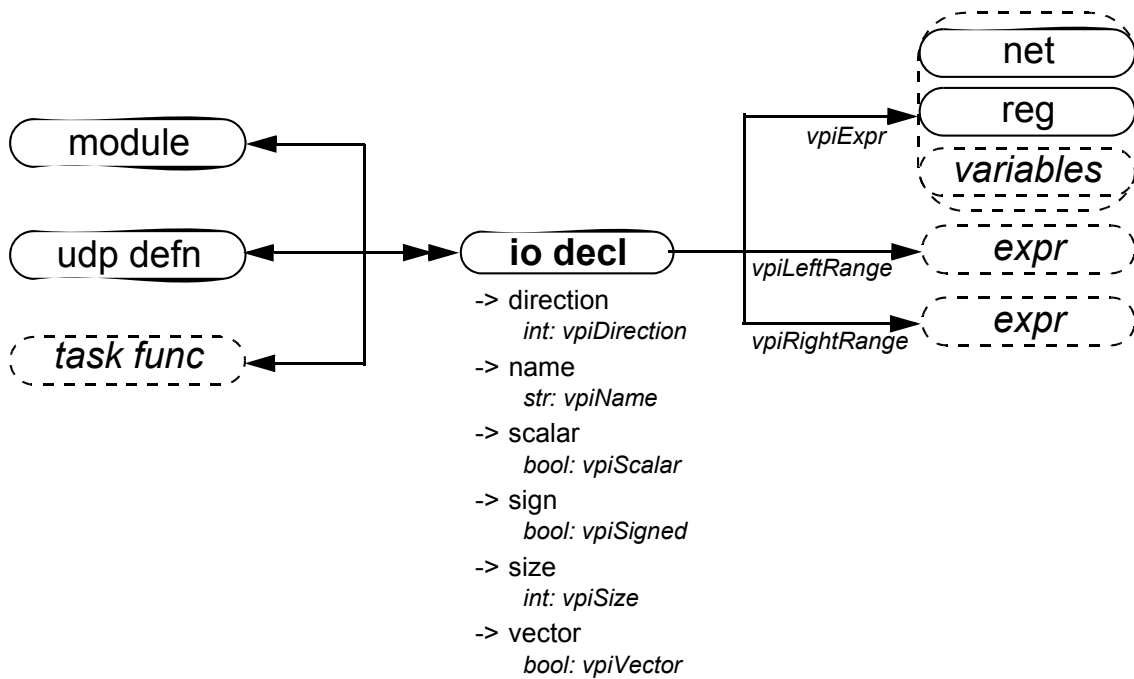 module
udp defn
task func
io decl
-> direction
int: vpiDirection
-> name
str: vpiName
-> scalar
bool: vpiScalar
-> sign
bool: vpiSigned
-> size
int: vpiSize
-> vector
bool: vpiVector
vpiExpr
vpiLeftRange
vpiRightRange
net
reg
variables
expr
expr